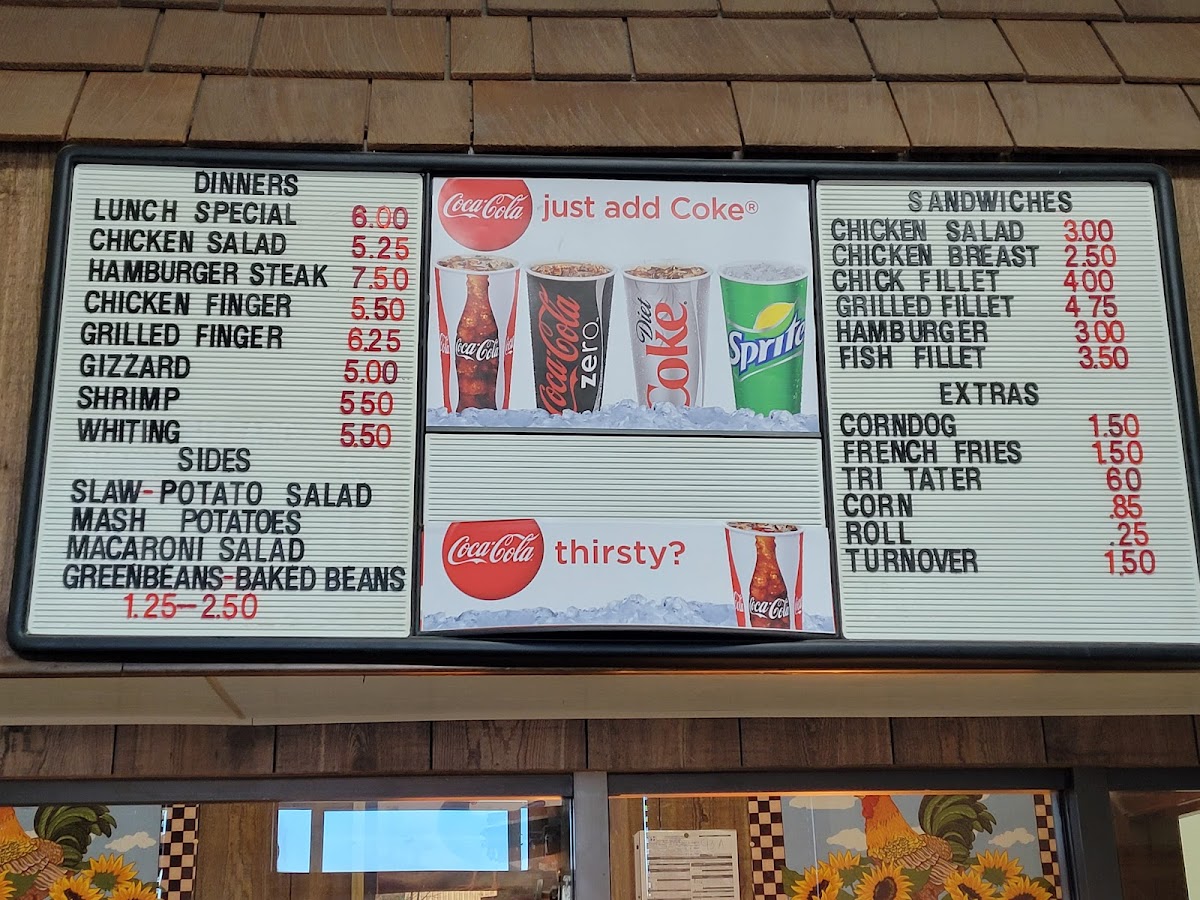 DINNERS
LUNCH SPECIAL 6.00
CHICKEN SALAD 5.25
HAMBURGER STEAK 7.50
CHICKEN FINGER 5.50
GRILLED FINGER 6.25
GIZZARD 5.00
SHRIMP 5.50
WHITING 5.50
SIDES
SLAW-POTATO SALAD
MASH POTATOES
MACARONI SALAD
GREENBEANS-BAKED BEANS
1.25-2.50
Coca-Cola just add Coke®
Coca-Cola
Coca-Cola zero
Diet Coke
Sprite
Coca-Cola thirsty?
Coca-Cola
SANDWICHES
CHICKEN SALAD 3.00
CHICKEN BREAST 2.50
CHICK FILLET 4.00
GRILLED FILLET 4.75
HAMBURGER 3.00
FISH FILLET 3.50
EXTRAS
CORNDOG 1.50
FRENCH FRIES 1.50
TRI TATER 60
CORN .85
ROLL .25
TURNOVER 1.50